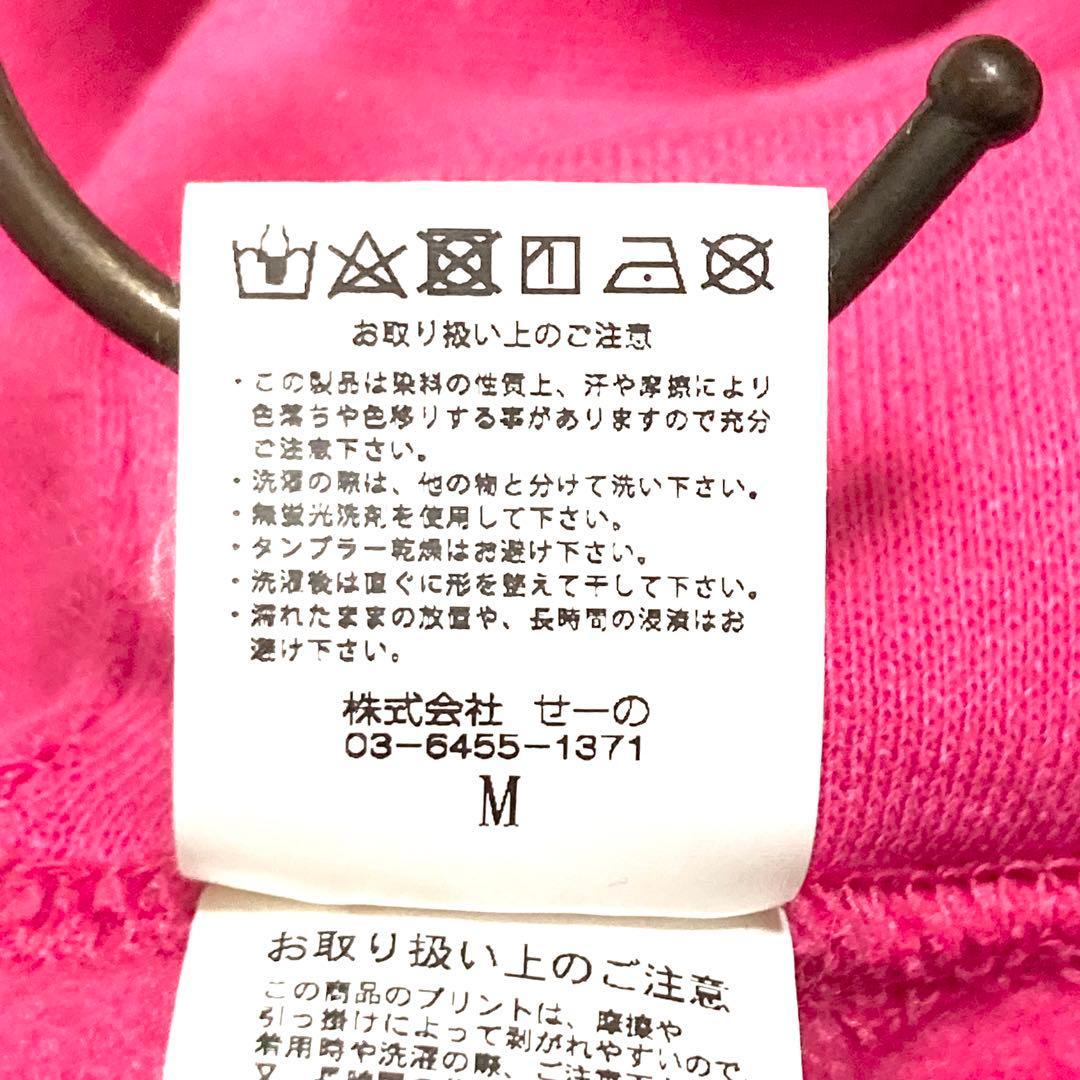 お取り扱い上のご注意
・この製品は染料の性質上、汗や摩擦により
色落ちや色移りする事がありますので充分
ご注意下さい。
・洗濯の際は、他の物と分けて洗い下さい。
・無蛍光洗剤を使用して下さい。
・タンブラー乾燥はお避け下さい。
・洗濯後は直ぐに形を整えて干して下さい。
・濡れたままの放置や、長時間の浸漬はお
避け下さい。
株式会社 せーの
03-6455-1371
M
お取り扱い上のご注意
この商品のプリントは、摩擦や
引っ掛けによって剥がれやすいので、
着用時や洗濯の際、ご注意下